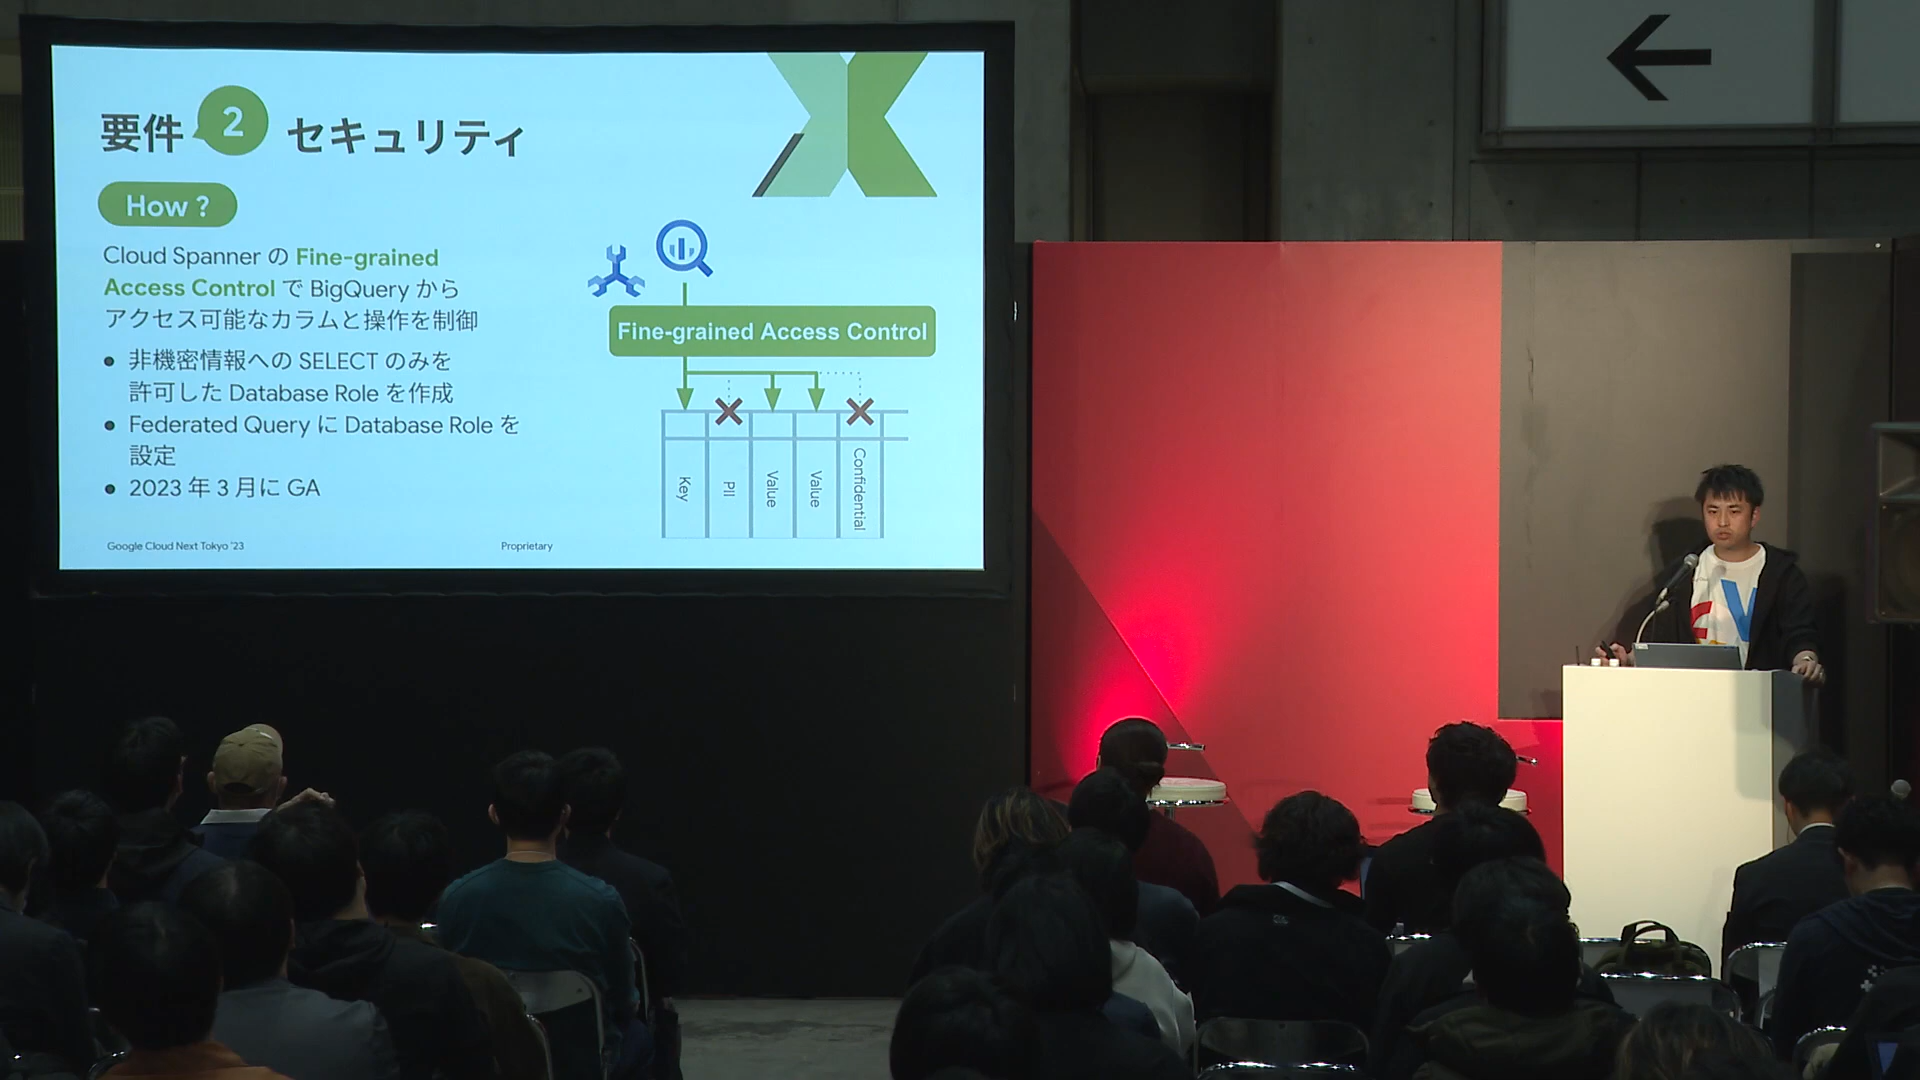 要件 2 セキュリティ
How ?
Cloud Spanner の Fine-grained
Access Control で BigQuery から
アクセス可能なカラムと操作を制御
• 非機密情報への SELECT のみを
許可した Database Role を作成
• Federated Query に Database Role を
設定
• 2023 年 3 月に GA
Fine-grained Access Control
Key
PII
Value
Value
Confidential
Google Cloud Next Tokyo '23
Proprietary